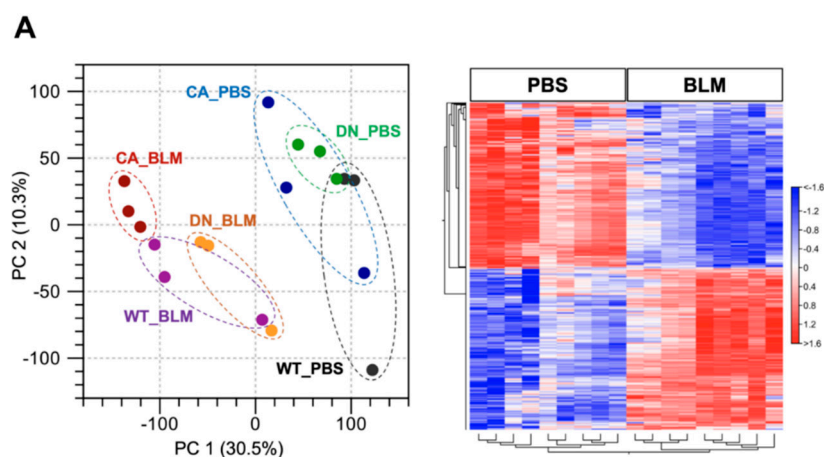 A
CA_PBS
DN_PBS
CA_BLM
DN_BLM
WT_BLM
WT_PBS
100
50
0
-50
-100
PC 2 (10.3%)
-100
0
100
PC 1 (30.5%)
PBS
BLM
<-1.6
-1.2
-0.8
-0.4
0
0.4
0.8
1.2
>1.6